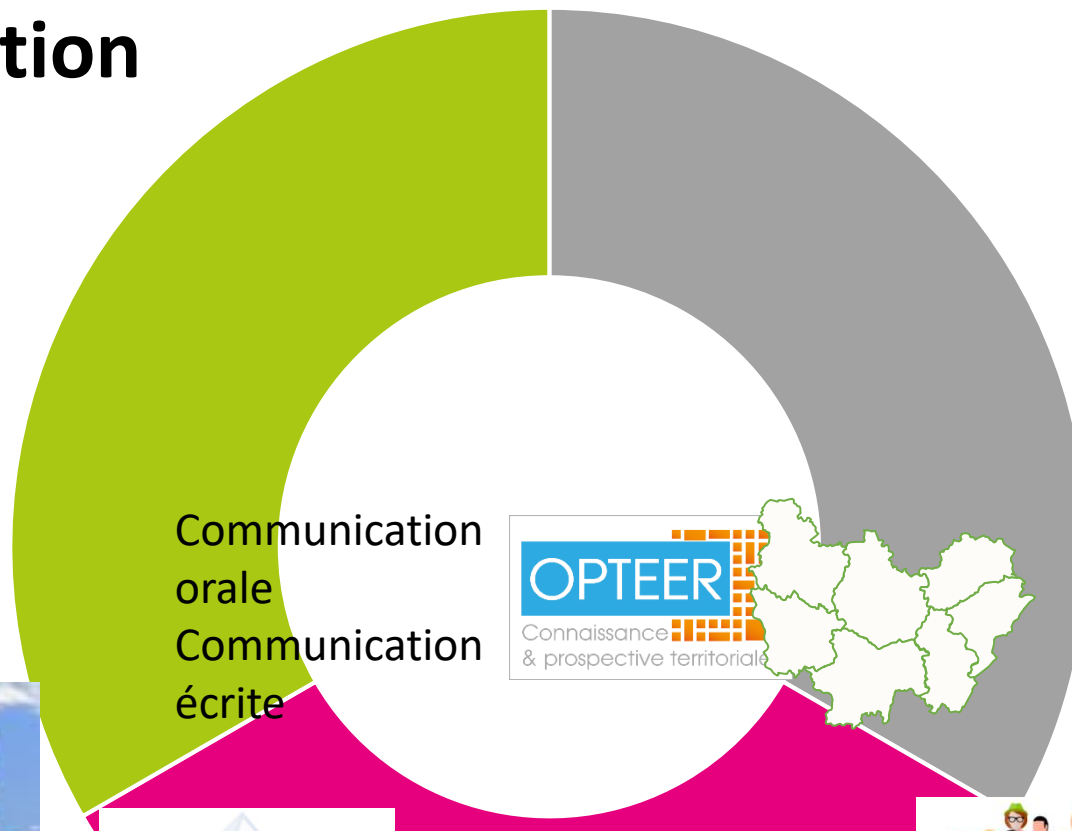 tion
Communication
orale
Communication
écrite
OPTEER
Connaissance
& prospective territoriale